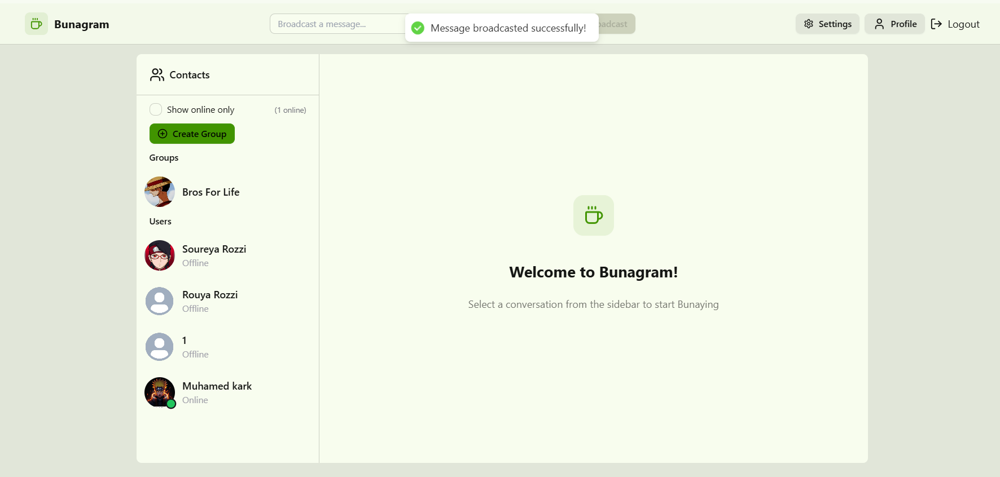 Bunagram
Broadcast a message...
Message broadcasted successfully!
Settings
Profile
Logout
Contacts
Show online only
(1 online)
Create Group
Groups
Bros For Life
Users
Soureya Rozzi
Offline
Rouya Rozzi
Offline
1
Offline
Muhamed kark
Online
Welcome to Bunagram!
Select a conversation from the sidebar to start Bunaying